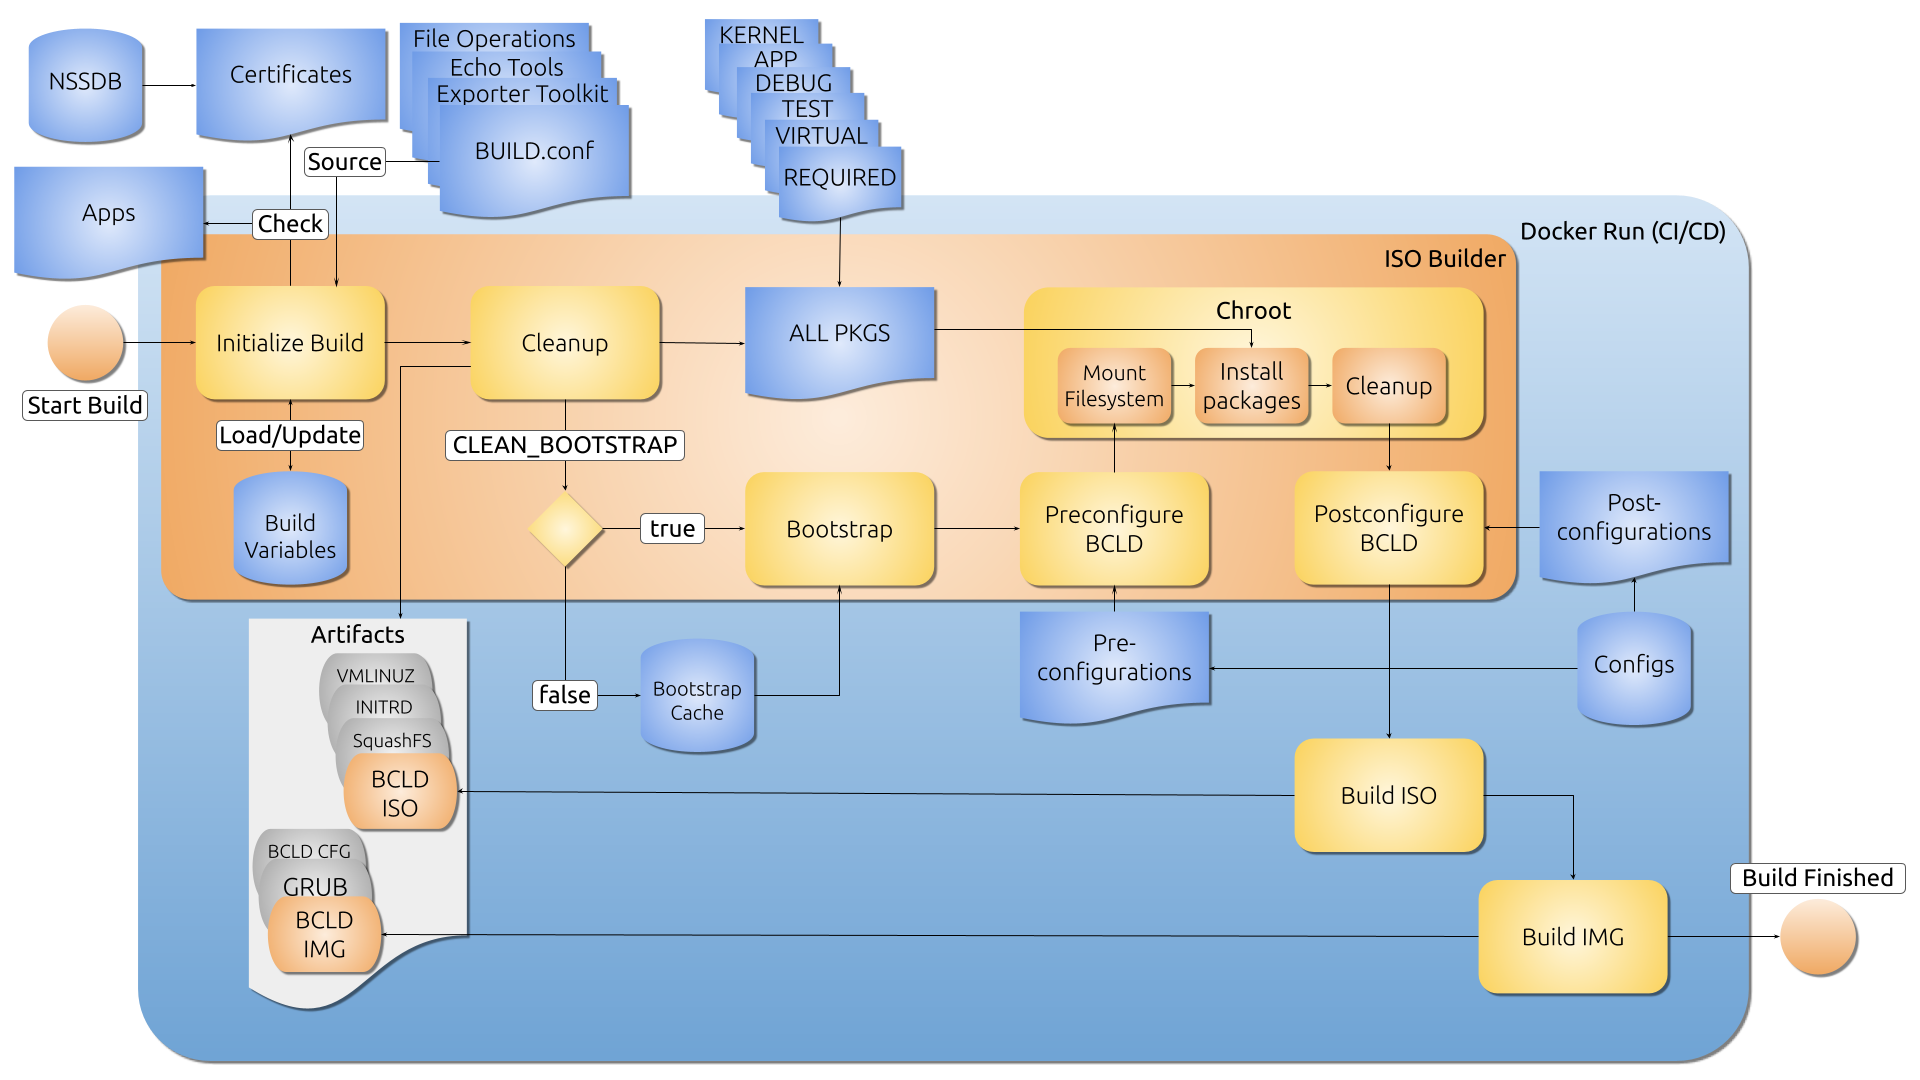 NSSDB
Certificates
File Operations
Echo Tools
Exporter Toolkit
BUILD.conf
KERNEL
APP
DEBUG
TEST
VIRTUAL
REQUIRED
Source
Apps
Check
Docker Run (CI/CD)
ISO Builder
Start Build
Initialize Build
Cleanup
ALL PKGS
Chroot
Mount
Filesystem
Install
packages
Cleanup
Load/Update
CLEAN_BOOTSTRAP
Build
Variables
true
Bootstrap
Preconfigure
BCLD
Postconfigure
BCLD
Post-
configurations
Artifacts
VMLINUZ
INITRD
SquashFS
BCLD
ISO
false
Bootstrap
Cache
Pre-
configurations
Configs
Build ISO
BCLD CFG
GRUB
BCLD
IMG
Build IMG
Build Finished